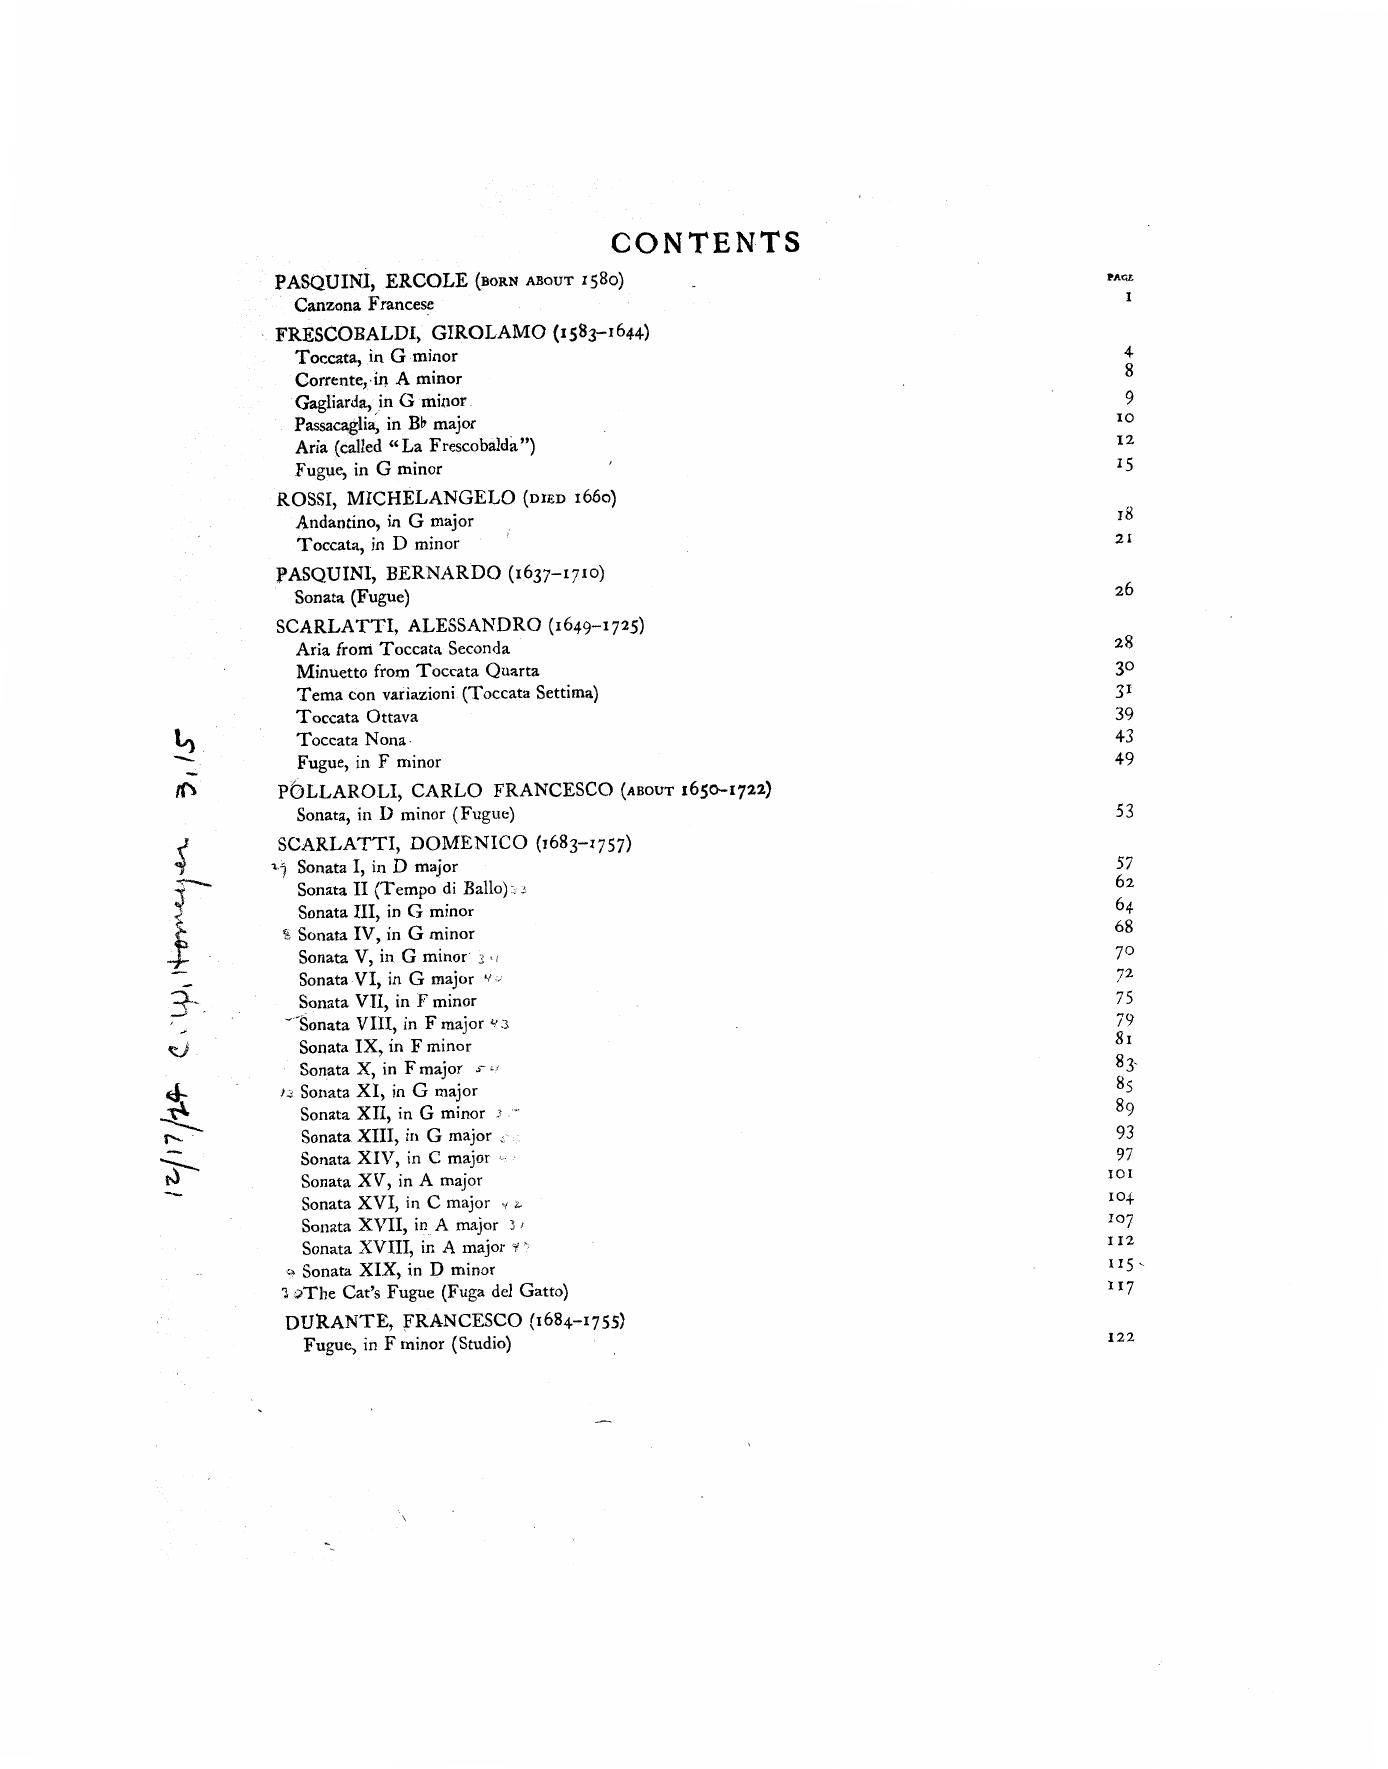 CONTENTS
PASQUINI, ERCOLE (BORN ABOUT 1580) PAGE
Canzona Francese 1
FRESCOBALDI, GIROLAMO (1583–1644)
Toccata, in G minor 4
Corrente, in A minor 8
Gagliarda, in G minor 9
Passacaglia, in B♭ major 10
Aria (called “La Frescobalda”) 12
Fugue, in G minor 15
ROSSI, MICHELANGELO (DIED 1660)
Andantino, in G major 18
Toccata, in D minor 21
PASQUINI, BERNARDO (1637–1710)
Sonata (Fugue) 26
SCARLATTI, ALESSANDRO (1649–1725)
Aria from Toccata Seconda 28
Minuetto from Toccata Quarta 30
Tema con variazioni (Toccata Settima) 31
Toccata Ottava 39
Toccata Nona 43
Fugue, in F minor 49
POLLAROLI, CARLO FRANCESCO (ABOUT 1650–1722)
Sonata, in D minor (Fugue) 53
SCARLATTI, DOMENICO (1683–1757)
Sonata I, in D major 57
Sonata II (Tempo di Ballo) 62
Sonata III, in G minor 64
Sonata IV, in G minor 68
Sonata V, in G minor 70
Sonata VI, in G major 72
Sonata VII, in F minor 75
Sonata VIII, in F major 43 79
Sonata IX, in F minor 81
Sonata X, in F major 83
Sonata XI, in G major 85
Sonata XII, in G minor 89
Sonata XIII, in G major 93
Sonata XIV, in C major 97
Sonata XV, in A major 101
Sonata XVI, in C major 42 104
Sonata XVII, in A major 31 107
Sonata XVIII, in A major 112
Sonata XIX, in D minor 115
The Cat's Fugue (Fuga del Gatto) 117
DURANTE, FRANCESCO (1684–1755)
Fugue, in F minor (Studio) 122
12/17/74 3.15